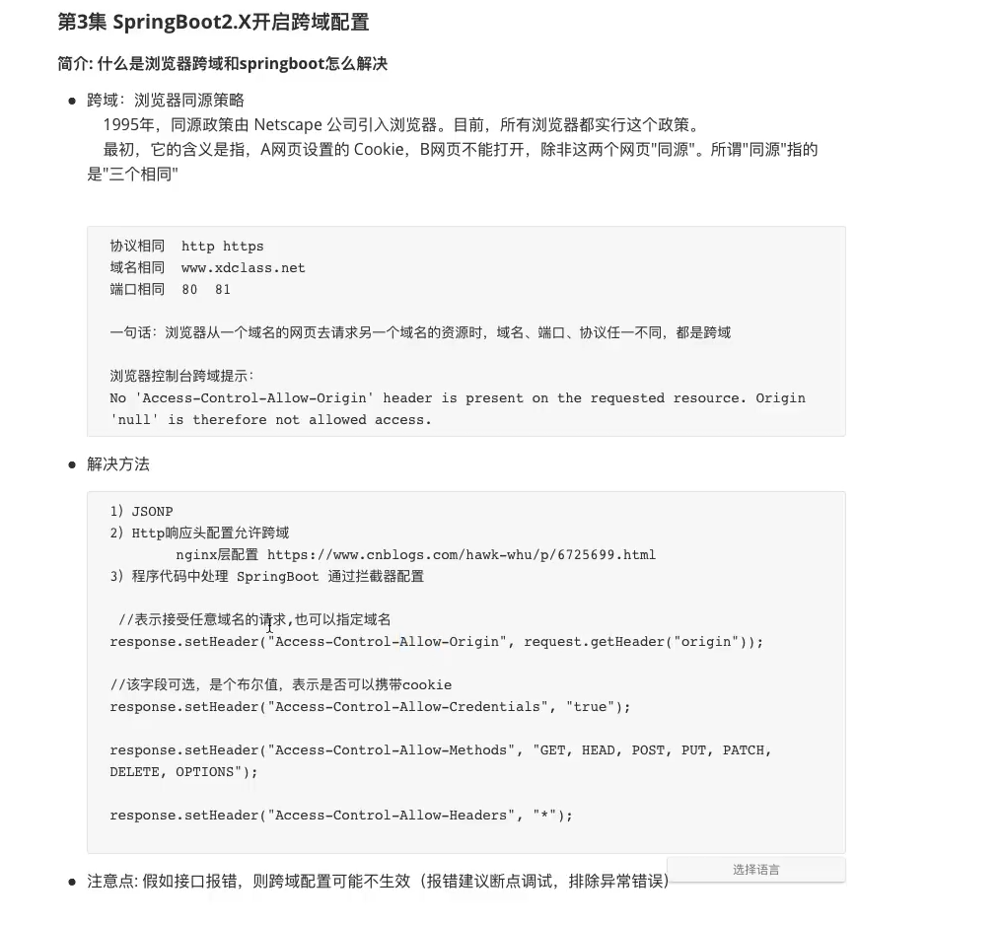 第3集 SpringBoot2.X开启跨域配置
简介: 什么是浏览器跨域和springboot怎么解决
跨域：浏览器同源策略
1995年，同源政策由 Netscape 公司引入浏览器。目前，所有浏览器都实行这个政策。
最初，它的含义是指，A网页设置的 Cookie，B网页不能打开，除非这两个网页"同源"。所谓"同源"指的
是"三个相同"
协议相同 http https
域名相同 www.xdclass.net
端口相同 80 81
一句话：浏览器从一个域名的网页去请求另一个域名的资源时，域名、端口、协议任一不同，都是跨域
浏览器控制台跨域提示：
No 'Access-Control-Allow-Origin' header is present on the requested resource. Origin
'null' is therefore not allowed access.
解决方法
1）JSONP
2）Http响应头配置允许跨域
nginx层配置 https://www.cnblogs.com/hawk-whu/p/6725699.html
3）程序代码中处理 SpringBoot 通过拦截器配置
//表示接受任意域名的请求,也可以指定域名
response.setHeader("Access-Control-Allow-Origin", request.getHeader("origin"));
//该字段可选，是个布尔值，表示是否可以携带cookie
response.setHeader("Access-Control-Allow-Credentials", "true");
response.setHeader("Access-Control-Allow-Methods", "GET, HEAD, POST, PUT, PATCH,
DELETE, OPTIONS");
response.setHeader("Access-Control-Allow-Headers", "*");
选择语言
注意点: 假如接口报错，则跨域配置可能不生效（报错建议断点调试，排除异常错误）